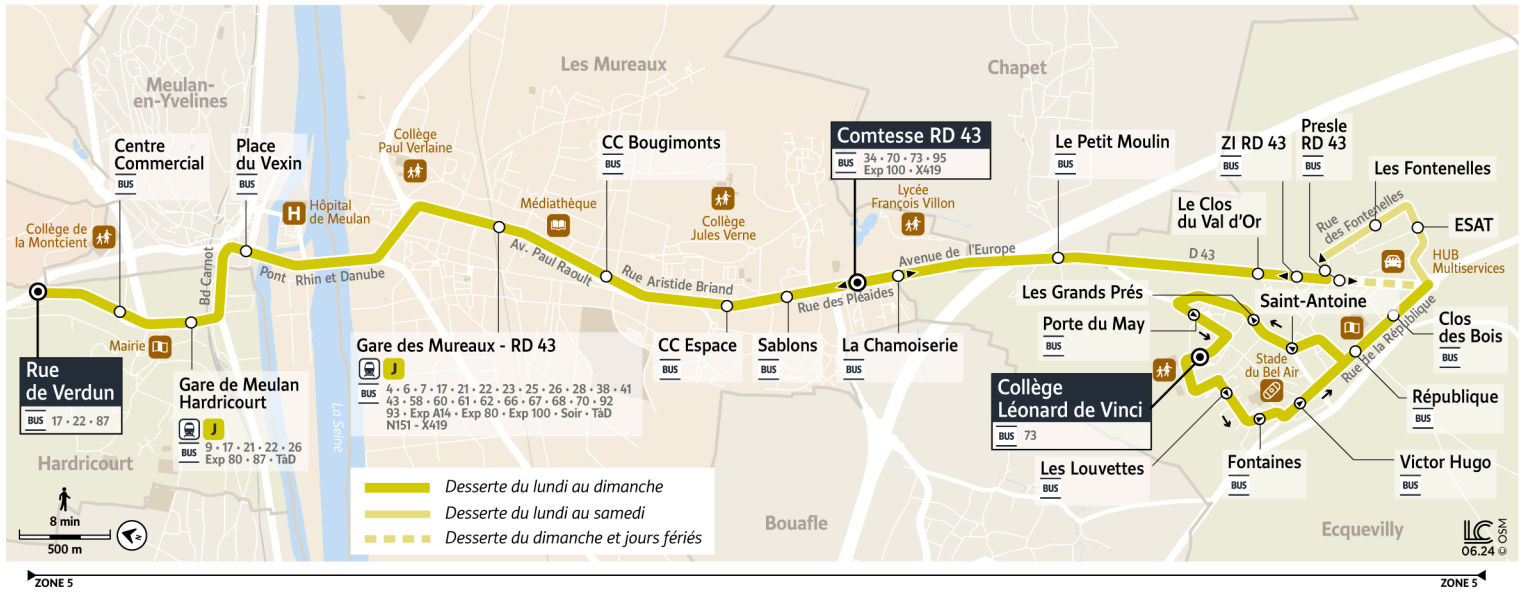 Meulan-
en-Yvelines
Les Mureaux
Chapet
Centre
Commercial
BUS
Place
du Vexin
BUS
Collège
Paul Verlaine
CC Bougimonts
BUS
Comtesse RD 43
BUS
34 • 70 • 73 • 95
Exp 100 • X419
Le Petit Moulin
BUS
ZI RD 43
BUS
Presle
RD 43
BUS
Les Fontenelles
Collège de
la Montcient
H
Hôpital
de Meulan
Médiathèque
Collège
Jules Verne
Lycée
François Villon
Le Clos
du Val d'Or
Rue
des Fontenelles
ESAT
HUB
Multiservices
Bd Carnot
Pont Rhin et Danube
Av. Paul Raoult
Rue Aristide Briand
Rue des Pléaides
Avenue de l'Europe
D 43
Mairie
Rue
de Verdun
BUS
17 • 22 • 87
Gare de Meulan
Hardricourt
J
BUS
9 • 17 • 21 • 22 • 26
Exp 80 • 87 • TàD
Gare des Mureaux - RD 43
J
BUS
4 • 6 • 7 • 17 • 21 • 22 • 23 • 25 • 26 • 28 • 38 • 41
43 • 58 • 60 • 61 • 62 • 66 • 67 • 68 • 70 • 92
93 • Exp A14 • Exp 80 • Exp 100 • Soir • TàD
N151 - X419
CC Espace
BUS
Sablons
BUS
La Chamoiserie
BUS
Les Grands Prés
Porte du May
BUS
Saint-Antoine
Stade
du Bel Air
Rue de la République
Clos
des Bois
BUS
Collège
Léonard de Vinci
BUS
73
République
BUS
Les Louvettes
BUS
Fontaines
BUS
Victor Hugo
BUS
La Seine
Hardricourt
Bouafle
Ecquevilly
8 min
500 m
Desserte du lundi au dimanche
Desserte du lundi au samedi
Desserte du dimanche et jours fériés
LC
06.24 © OSM
ZONE 5
ZONE 5